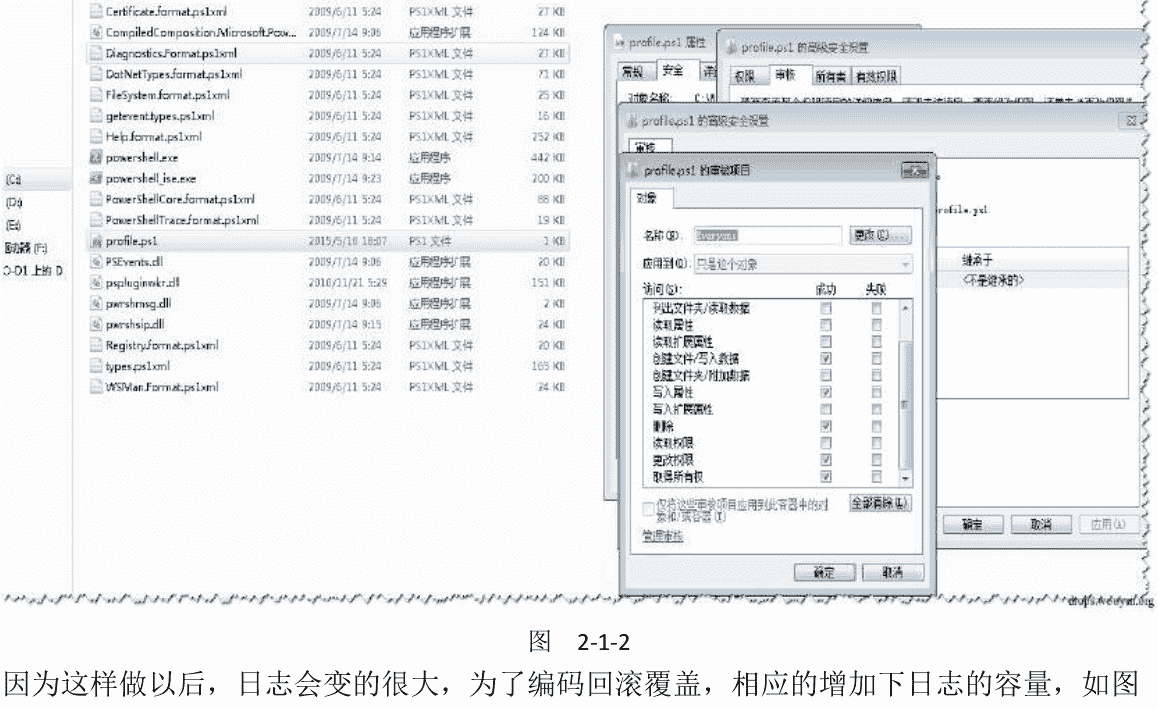 Certificate.format.ps1xml 2009/6/11 5:24 PS1XML 文件 27 KB
CompiledComposition.Microsoft.Pow... 2009/7/14 9:06 应用程序扩展 124 KB
Diagnostics.Format.ps1xml 2009/6/11 5:24 PS1XML 文件 27 KB
DotNetTypes.format.ps1xml 2009/6/11 5:24 PS1XML 文件 71 KB
FileSystem.format.ps1xml 2009/6/11 5:24 PS1XML 文件 25 KB
getevent.types.ps1xml 2009/6/11 5:24 PS1XML 文件 16 KB
Help.format.ps1xml 2009/6/11 5:24 PS1XML 文件 252 KB
powershell.exe 2009/7/14 9:14 应用程序 442 KB
powershell_ise.exe 2009/7/14 9:23 应用程序 200 KB
PowerShellCore.format.ps1xml 2009/6/11 5:24 PS1XML 文件 88 KB
PowerShellTrace.format.ps1xml 2009/6/11 5:24 PS1XML 文件 19 KB
profile.ps1 2015/5/18 18:07 PS1 文件 1 KB
PSEvents.dll 2009/7/14 9:06 应用程序扩展 20 KB
pspluginwkr.dll 2010/11/21 5:29 应用程序扩展 151 KB
pwrshmsg.dll 2009/7/14 9:06 应用程序扩展 2 KB
pwrshsip.dll 2009/7/14 9:15 应用程序扩展 24 KB
Registry.format.ps1xml 2009/6/11 5:24 PS1XML 文件 20 KB
types.ps1xml 2009/6/11 5:24 PS1XML 文件 165 KB
WSMan.Format.ps1xml 2009/6/11 5:24 PS1XML 文件 24 KB
(C:)
(D:)
(E:)
驱动器 (F:)
O-D1 上的 D
profile.ps1 属性
常规 安全 详
对象名称: C:\W
profile.ps1 的高级安全设置
权限 审核 所有者 有效权限
profile.ps1 的高级安全设置
审核
rofile.ps1
继承于
<不是继承的>
确定 取消 应用(A)
profile.ps1 的审核项目
对象
名称(N): Everyone 更改(C)...
应用到(O): 只是这个对象
访问(S): 成功 失败
列出文件夹/读取数据
读取属性
读取扩展属性
创建文件/写入数据
创建文件夹/附加数据
写入属性
写入扩展属性
删除
读取权限
更改权限
取得所有权
仅将这些审核项目应用到此容器中的对
象和/或容器(T)
全部清除(L)
管理审核
确定 取消
drops.wooyun.org
图 2-1-2
因为这样做以后，日志会变的很大，为了编码回滚覆盖，相应的增加下日志的容量，如图